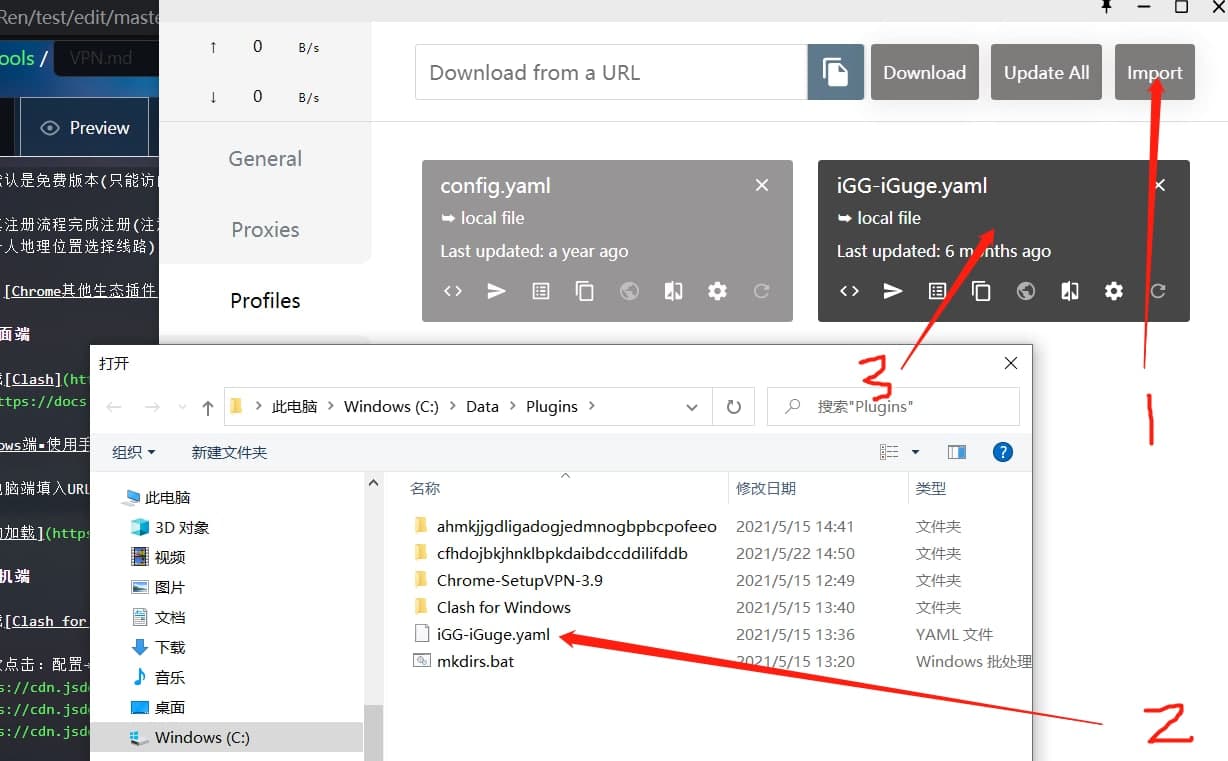 Ren/test/edit/maste
ools / VPN.md
Preview
认是免费版本(只能访
注册流程完成注册(注
人地理位置选择线路)
[Chrome其他生态插件
面端
[Clash](ht
ttps://docs
ows端▪使用手
电脑端填入URL
加载](https
机端
[Clash for
点击：配置
s://cdn.jsd
s://cdn.jsd
s://cdn.jsd
↑ 0 B/s
↓ 0 B/s
General
Proxies
Profiles
Download from a URL
Download
Update All
Import
config.yaml
local file
Last updated: a year ago
iGG-iGuge.yaml
local file
Last updated: 6 months ago
1
2
3
打开
此电脑 > Windows (C:) > Data > Plugins >
搜索"Plugins"
组织
新建文件夹
此电脑
3D 对象
视频
图片
文档
下载
音乐
桌面
Windows (C:)
名称 修改日期 类型
ahmkjjgdligadogjedmnogbpbcpofeeo 2021/5/15 14:41 文件夹
cfhdojbkjhnklbpkdaibdccddilifddb 2021/5/22 14:50 文件夹
Chrome-SetupVPN-3.9 2021/5/15 12:49 文件夹
Clash for Windows 2021/5/15 13:40 文件夹
iGG-iGuge.yaml 2021/5/15 13:36 YAML 文件
mkdirs.bat 2021/5/15 13:20 Windows 批处理